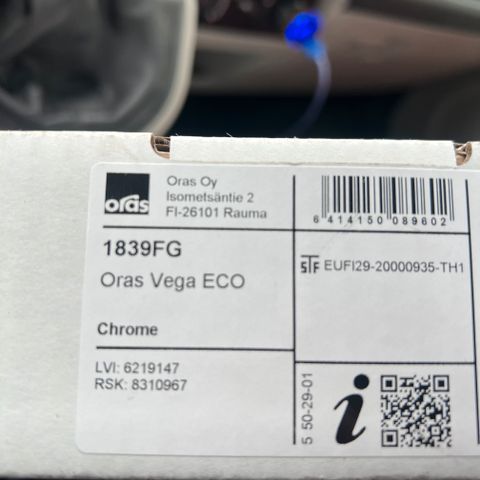 oras
Oras Oy
Isometsäntie 2
FI-26101 Rauma
6 414150 089602
1839FG
Oras Vega ECO
STF EUFI29-20000935-TH1
Chrome
LVI: 6219147
RSK: 8310967
5 50-29-01
i